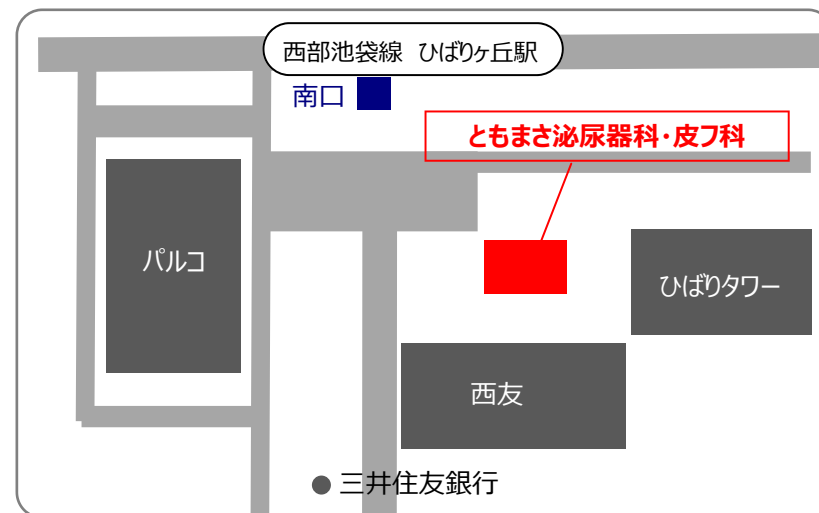 西部池袋線 ひばりヶ丘駅
南口
ともまさ泌尿器科・皮フ科
パルコ
ひばりタワー
西友
三井住友銀行